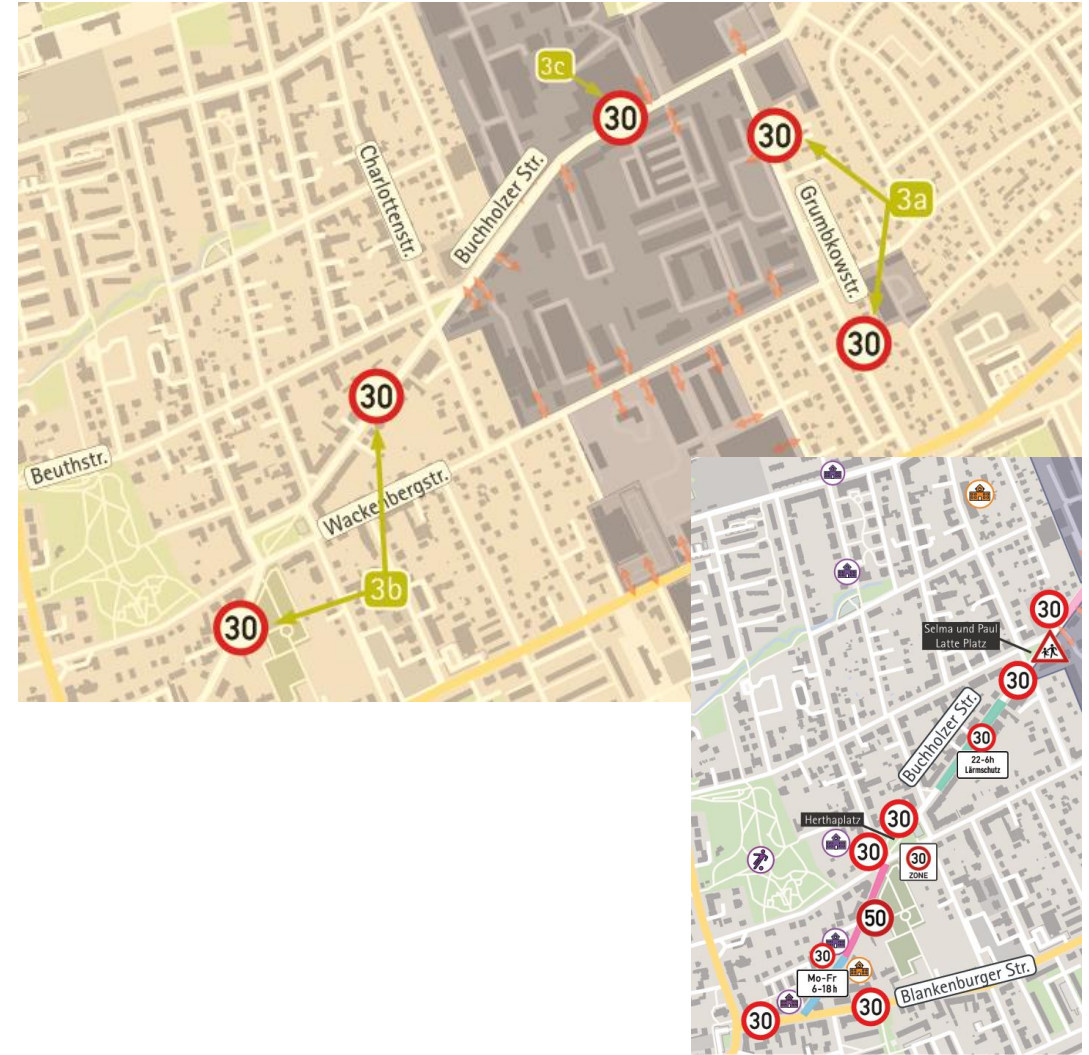 3c
30
30
Charlottenstr.
Buchholzer Str.
3a
Grumbkowstr.
30
30
Beuthstr.
Wackenbergstr.
3b
30
30
Selma und Paul
Latte Platz
30
Buchholzer Str.
30
22-6h
Lärmschutz
30
Herthaplatz
30
30
ZONE
50
30
Mo-Fr
6-18h
Blankenburger Str.
30
30